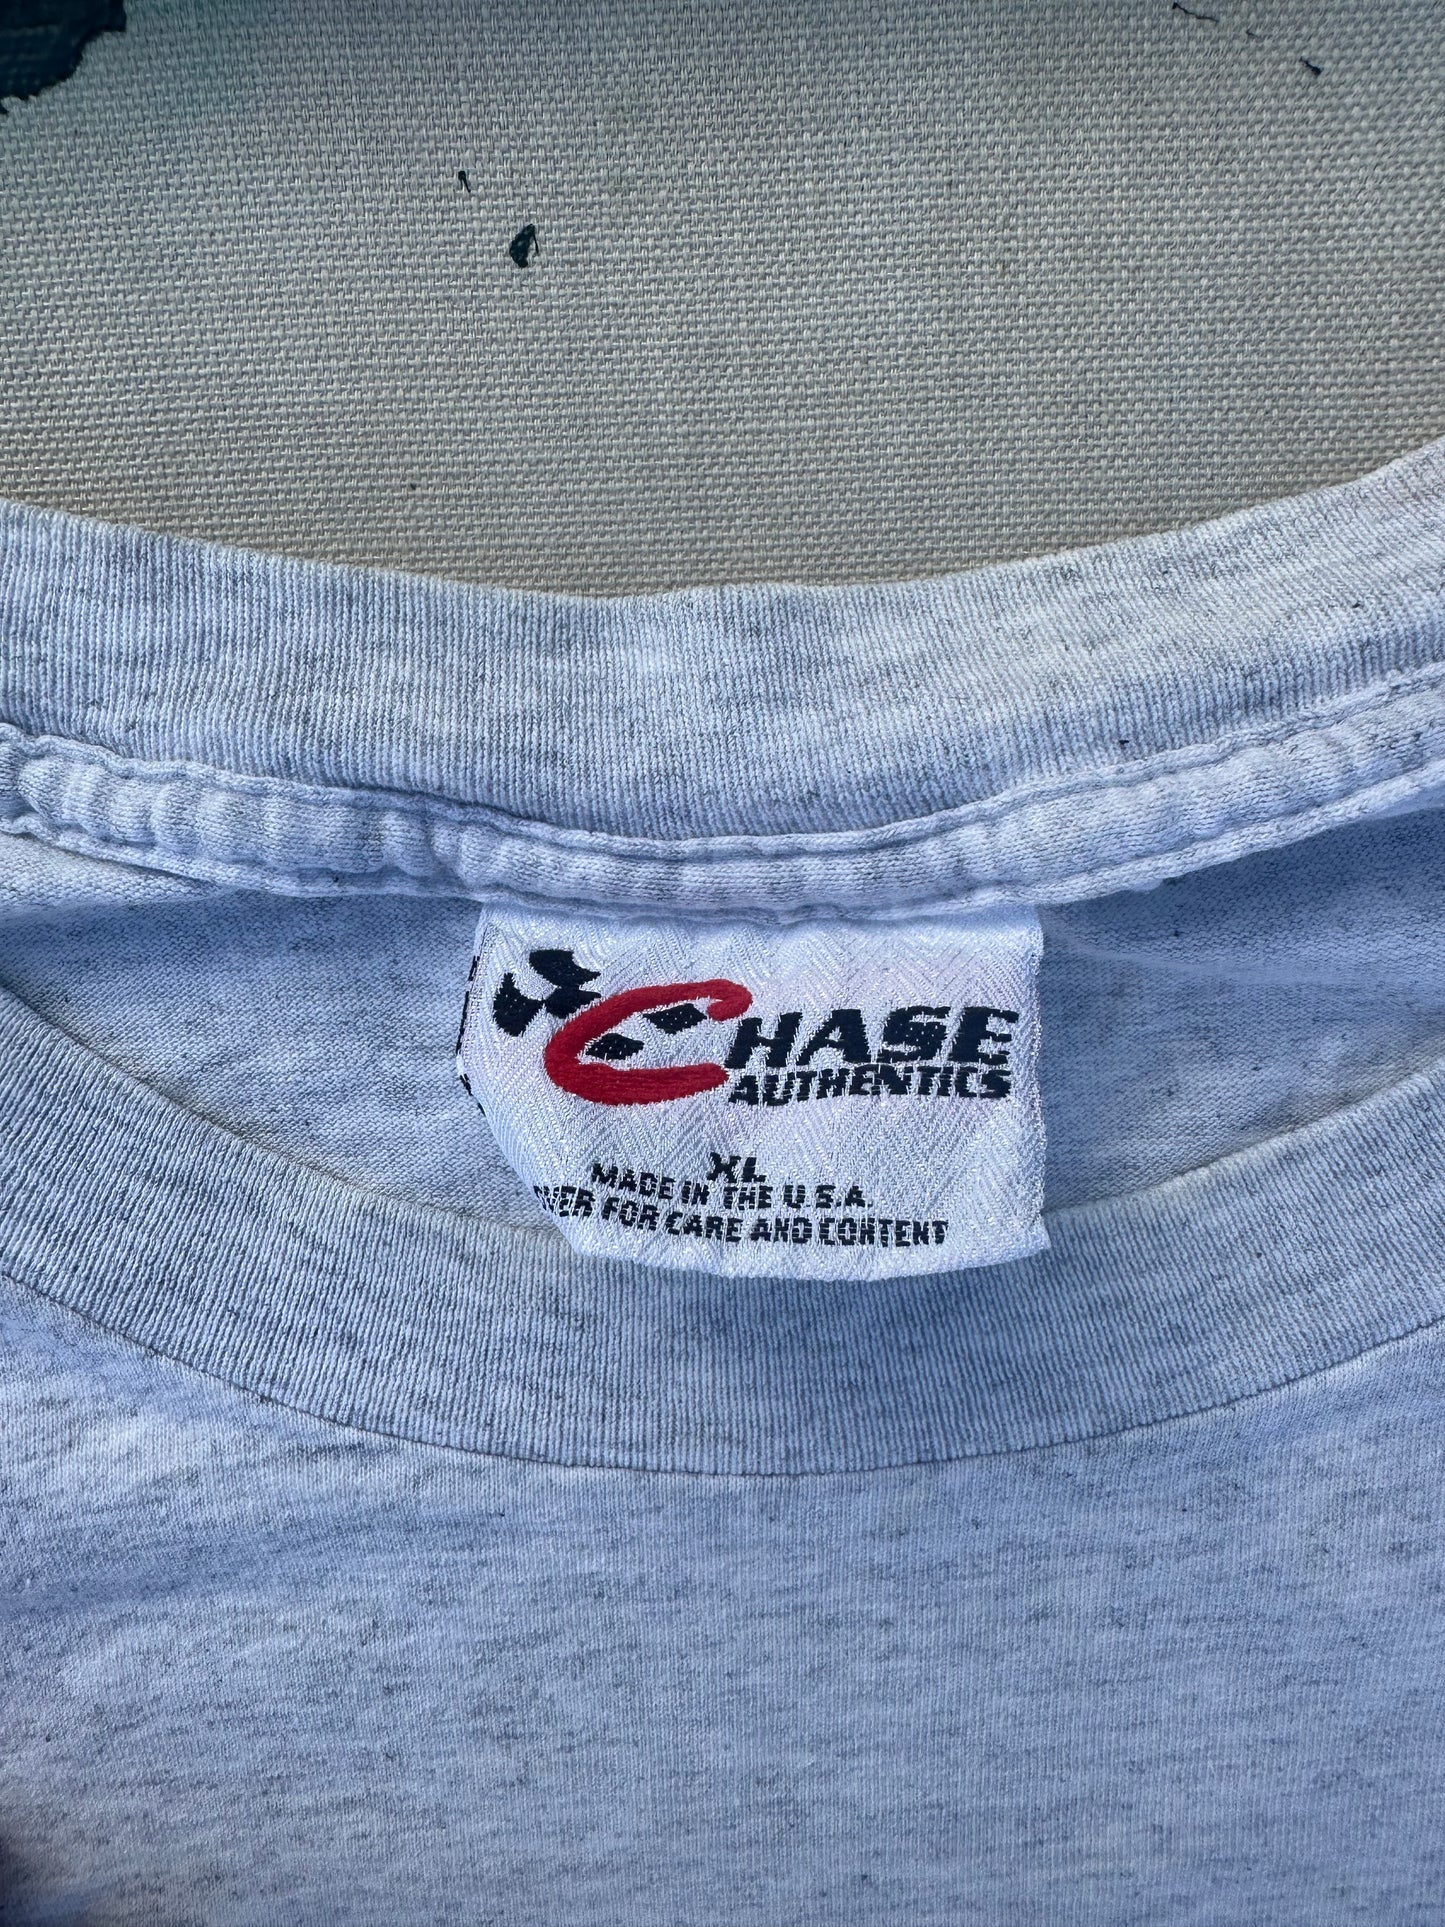 CHASE
AUTHENTICS
XL
MADE IN THE U.S.A.
FOR CARE AND CONTENT